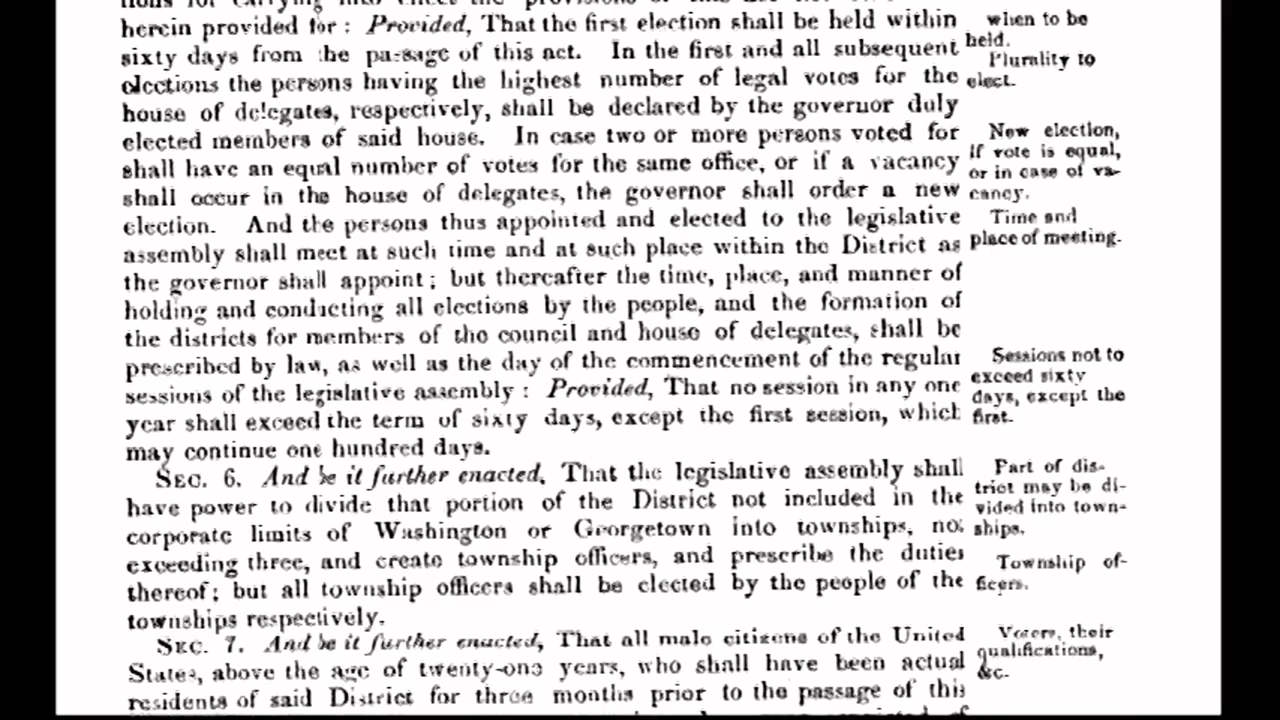 herein provided for: Provided, That the first election shall be held within
sixty days from the passage of this act. In the first and all subsequent
elections the persons having the highest number of legal votes for the
house of delegates, respectively, shall be declared by the governor duly
elected members of said house. In case two or more persons voted for
shall have an equal number of votes for the same office, or if a vacancy
shall occur in the house of delegates, the governor shall order a new
election. And the persons thus appointed and elected to the legislative
assembly shall meet at such time and at such place within the District as
the governor shall appoint; but thereafter the time, place, and manner of
holding and conducting all elections by the people, and the formation of
the districts for members of the council and house of delegates, shall be
prescribed by law, as well as the day of the commencement of the regular
sessions of the legislative assembly: Provided, That no session in any one
year shall exceed the term of sixty days, except the first session, which
may continue one hundred days.
SEC. 6. And be it further enacted, That the legislative assembly shall
have power to divide that portion of the District not included in the
corporate limits of Washington or Georgetown into townships, not
exceeding three, and create township officers, and prescribe the duties
thereof; but all township officers shall be elected by the people of the
townships respectively.
SEC. 7. And be it further enacted, That all male citizens of the United
States, above the age of twenty-one years, who shall have been actual
residents of said District for three months prior to the passage of this
when to be
held.
Plurality to
elect.
New election,
if vote is equal,
or in case of va-
cancy.
Time and
place of meeting.
Sessions not to
exceed sixty
days, except the
first.
Part of dis-
trict may be di-
vided into town-
ships.
Township of-
ficers.
Voters, their
qualifications,
&c.